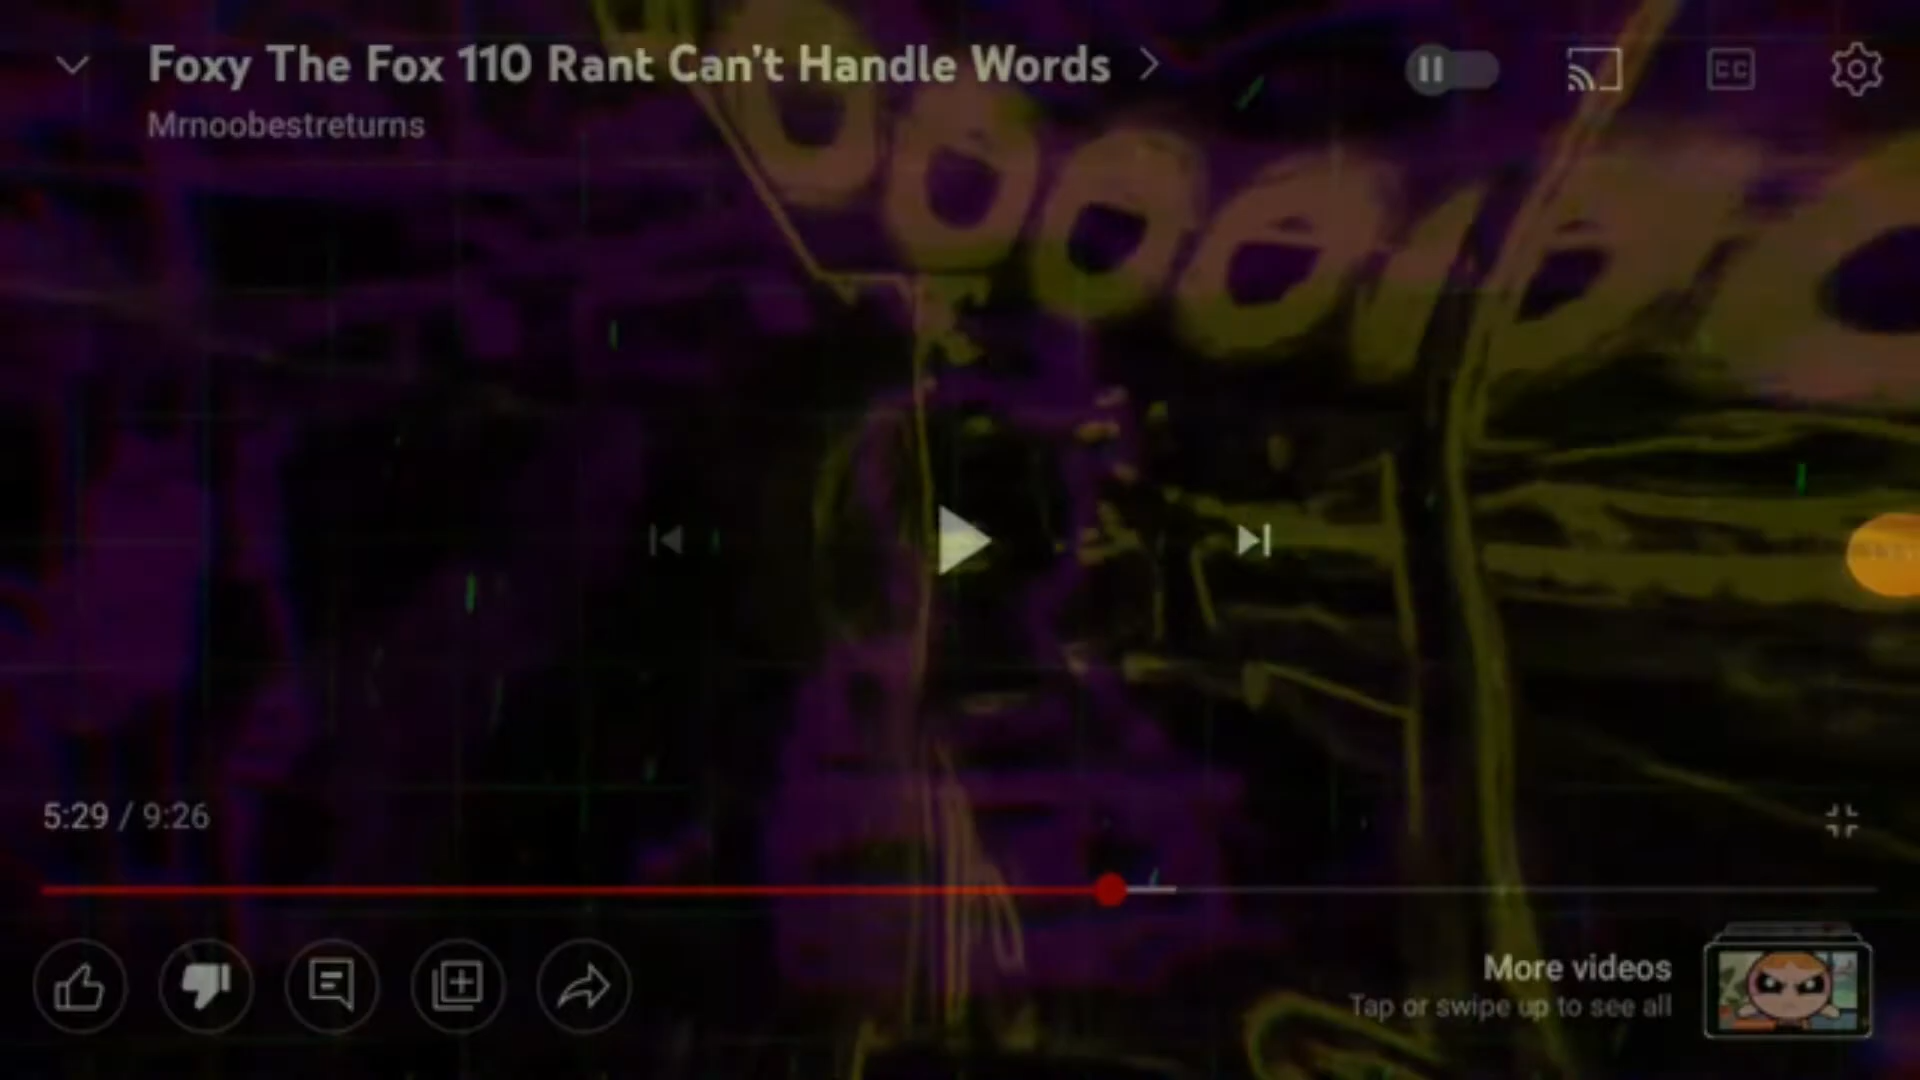 Foxy The Fox 110 Rant Can't Handle Words
Mrnoobestreturns
CC
5:29 / 9:26
More videos
Tap or swipe up to see all